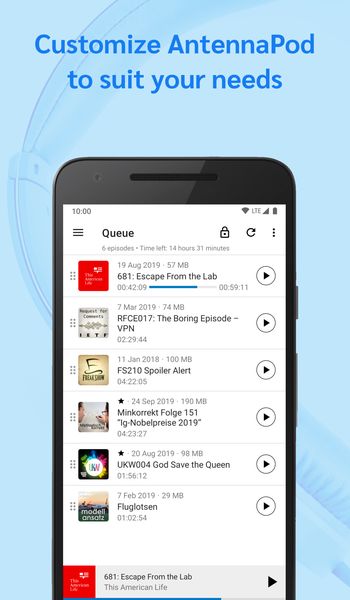 Customize AntennaPod
to suit your needs
10:00
LTE
Queue
6 episodes • Time left: 14 hours 31 minutes
This
American
Life
19 Aug 2019 · 57 MB
681: Escape From the Lab
00:42:09
00:59:11
Request for
Comments
7 Mar 2019 · 74 MB
RFCE017: The Boring Episode –
VPN
02:29:44
FREAKSHOW
11 Jan 2018 · 100 MB
FS210 Spoiler Alert
04:22:05
★ · 24 Sep 2019 · 190 MB
Minkorrekt Folge 151
"Ig-Nobelpreise 2019"
04:23:27
UKW
★ · 20 Aug 2019 · 98 MB
UKW004 God Save the Queen
01:56:12
modell
ansatz
7 Feb 2019 · 29 MB
Fluglotsen
01:02:54
This
American
Life
681: Escape From the Lab
This American Life